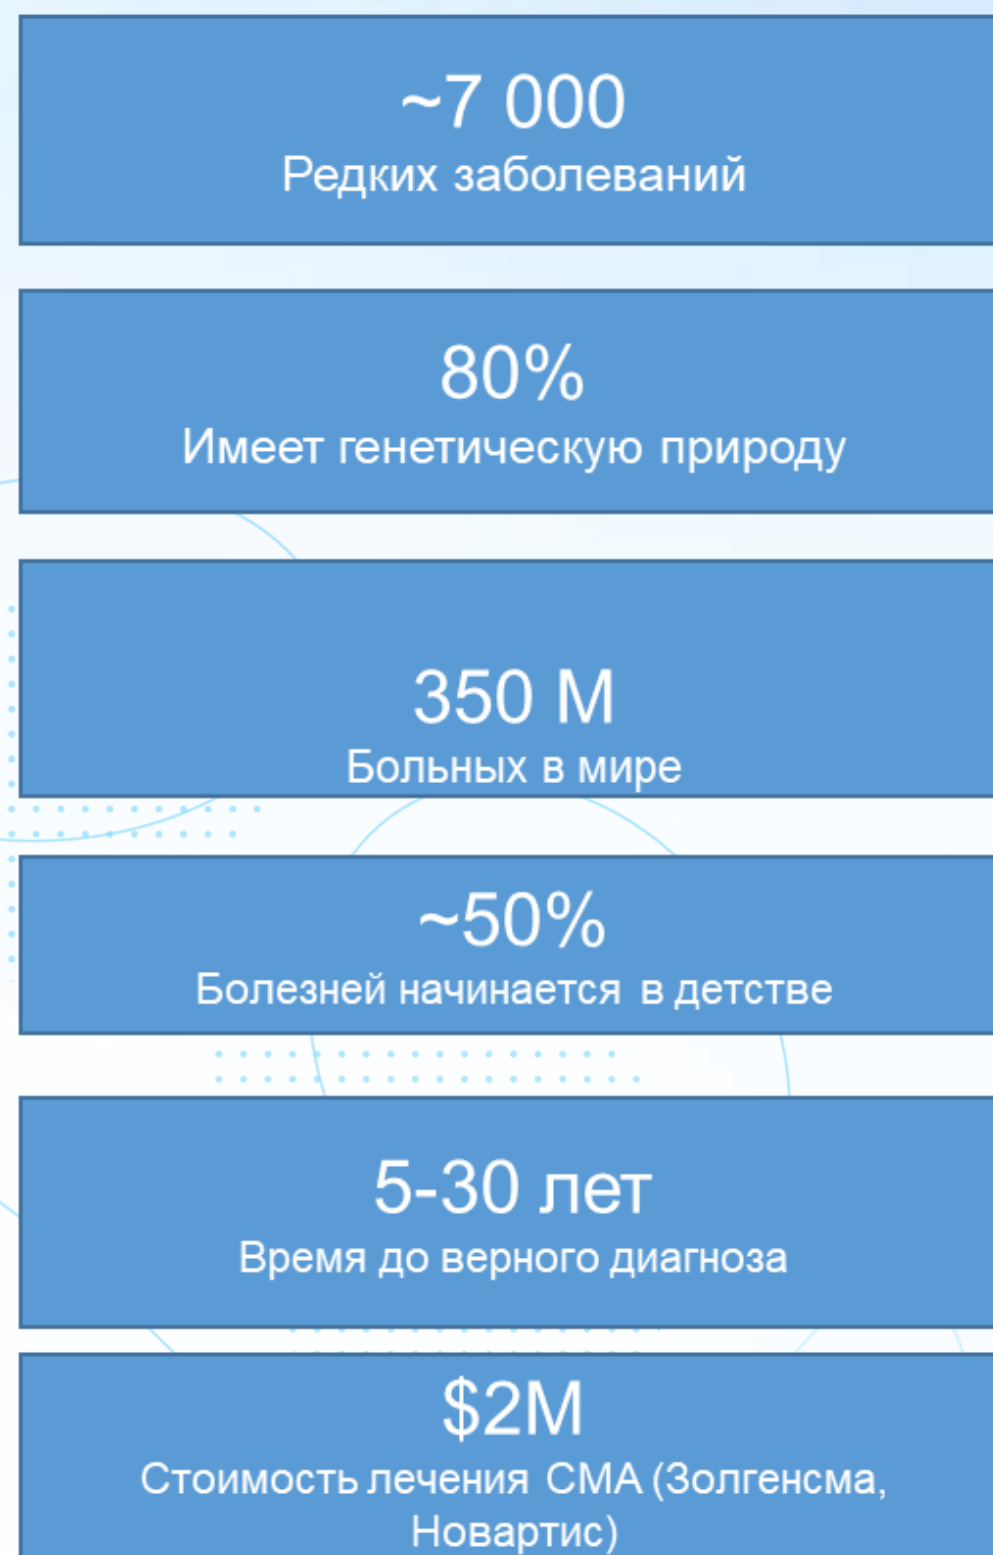 ~7 000
Редких заболеваний
80%
Имеет генетическую природу
350 М
Больных в мире
~50%
Болезней начинается в детстве
5-30 лет
Время до верного диагноза
$2М
Стоимость лечения СМА (Золгенсма,
Новартис)